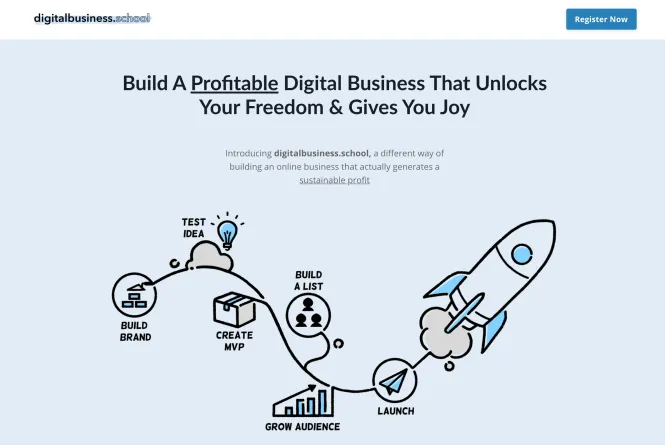 digitalbusiness.school
Register Now
Build A Profitable Digital Business That Unlocks
Your Freedom & Gives You Joy
Introducing digitalbusiness.school, a different way of
building an online business that actually generates a
sustainable profit
TEST
IDEA
BUILD
A LIST
BUILD
BRAND
CREATE
MVP
LAUNCH
GROW AUDIENCE